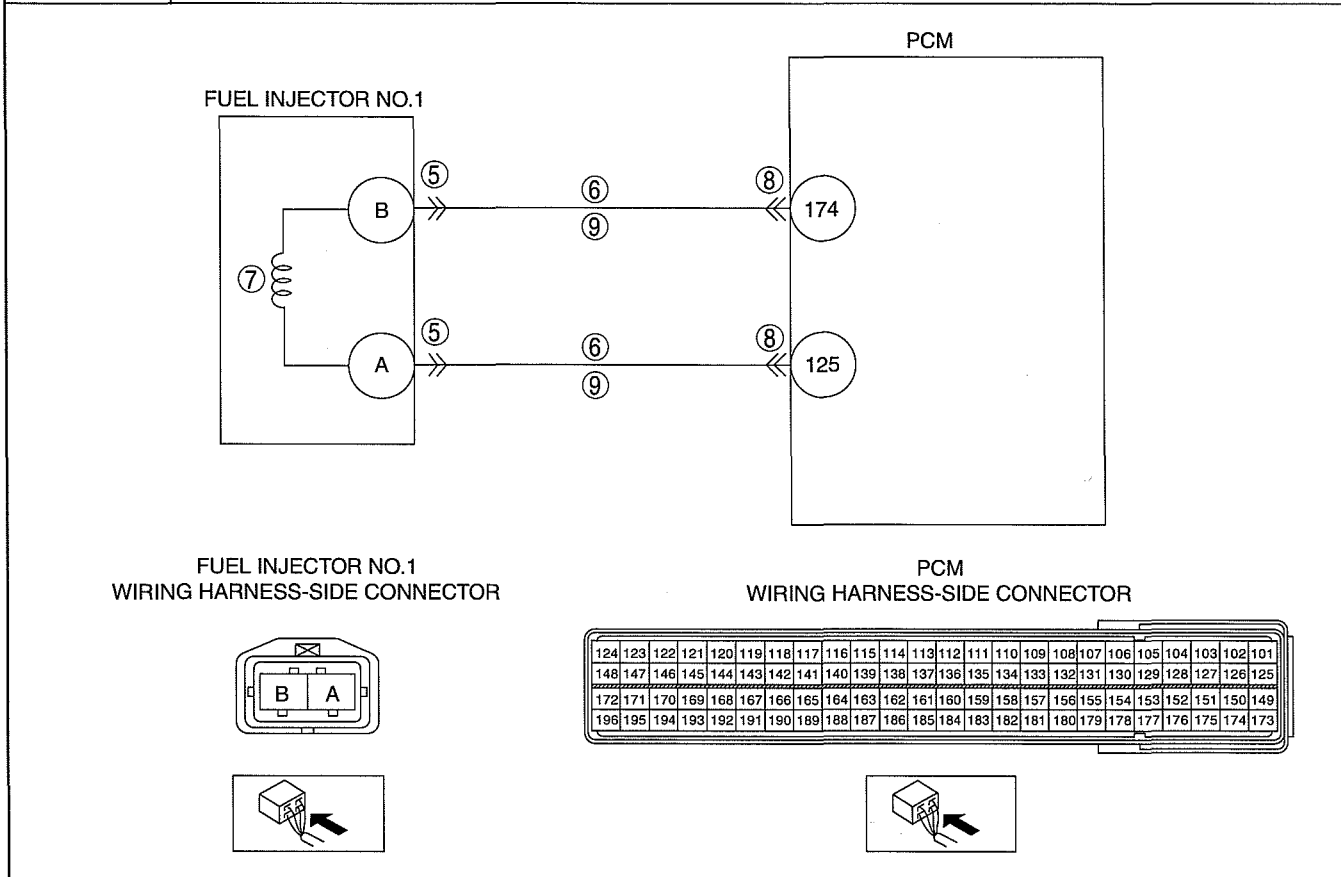 PCM
FUEL INJECTOR NO.1
⑤ ⑥ ⑧
B 174
⑨
⑦
⑤ ⑥ ⑧
A 125
⑨
FUEL INJECTOR NO.1
WIRING HARNESS-SIDE CONNECTOR
PCM
WIRING HARNESS-SIDE CONNECTOR
B A
124 123 122 121 120 119 118 117 116 115 114 113 112 111 110 109 108 107 106 105 104 103 102 101
148 147 146 145 144 143 142 141 140 139 138 137 136 135 134 133 132 131 130 129 128 127 126 125
172 171 170 169 168 167 166 165 164 163 162 161 160 159 158 157 156 155 154 153 152 151 150 149
196 195 194 193 192 191 190 189 188 187 186 185 184 183 182 181 180 179 178 177 176 175 174 173